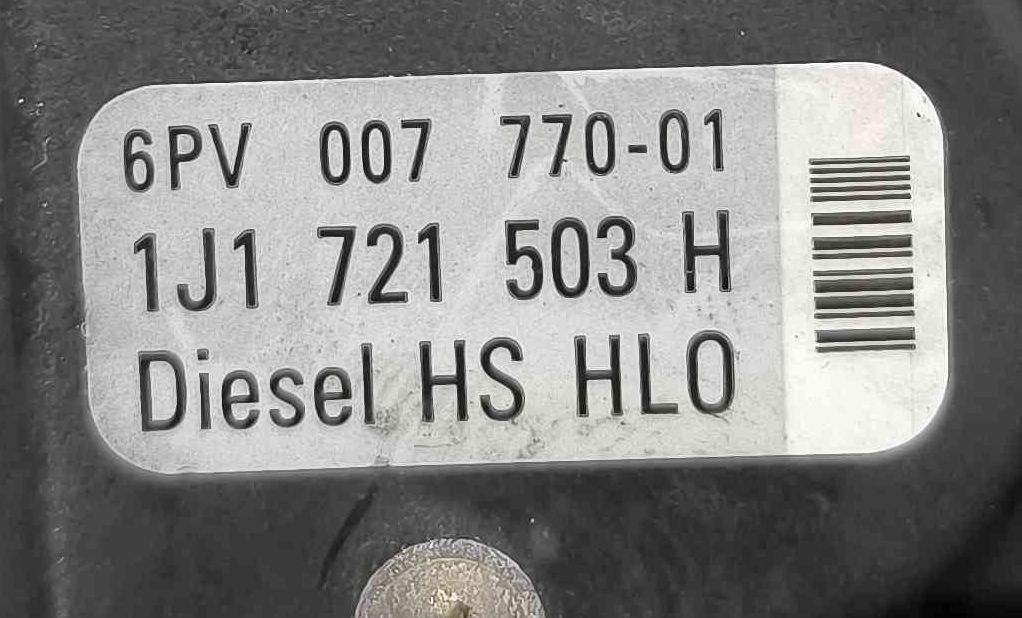 6PV 007 770-01
1J1 721 503 H
Diesel HS HLO